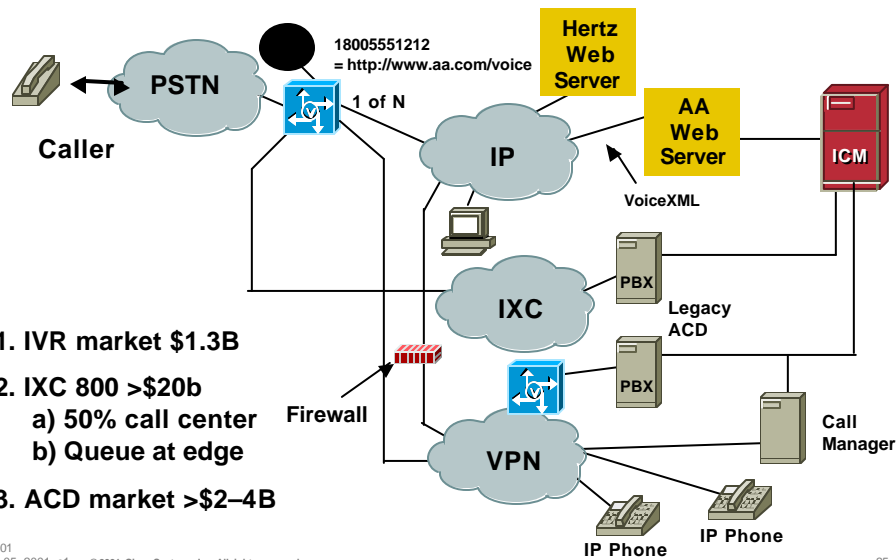 18005551212
= http://www.aa.com/voice
PSTN
1 of N
Caller
Hertz
Web
Server
AA
Web
Server
ICM
IP
VoiceXML
IXC
PBX
Legacy
ACD
PBX
1. IVR market $1.3B
2. IXC 800 >$20b
a) 50% call center
b) Queue at edge
3. ACD market >$2–4B
Firewall
V
V
VPN
Call
Manager
IP Phone
IP Phone
01